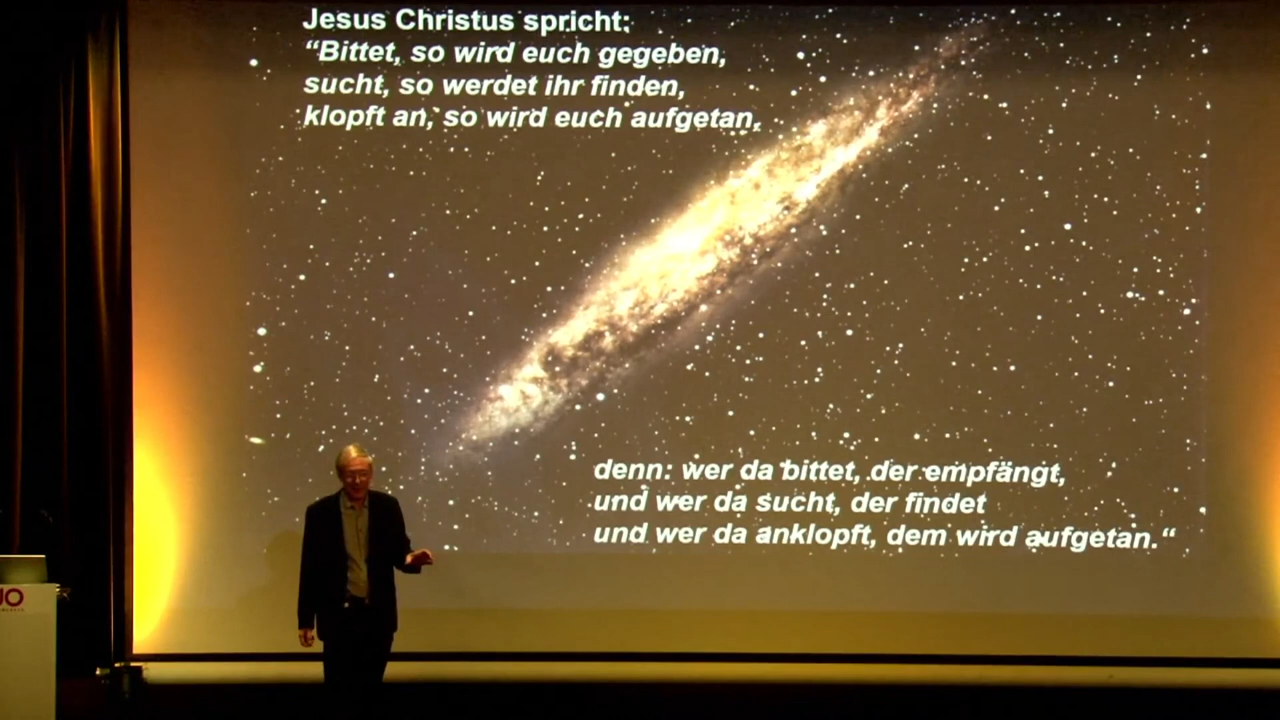 Jesus Christus spricht:
“Bittet, so wird euch gegeben,
sucht, so werdet ihr finden,
klopft an, so wird euch aufgetan,
denn: wer da bittet, der empfängt,
und wer da sucht, der findet
und wer da anklopft, dem wird aufgetan.“